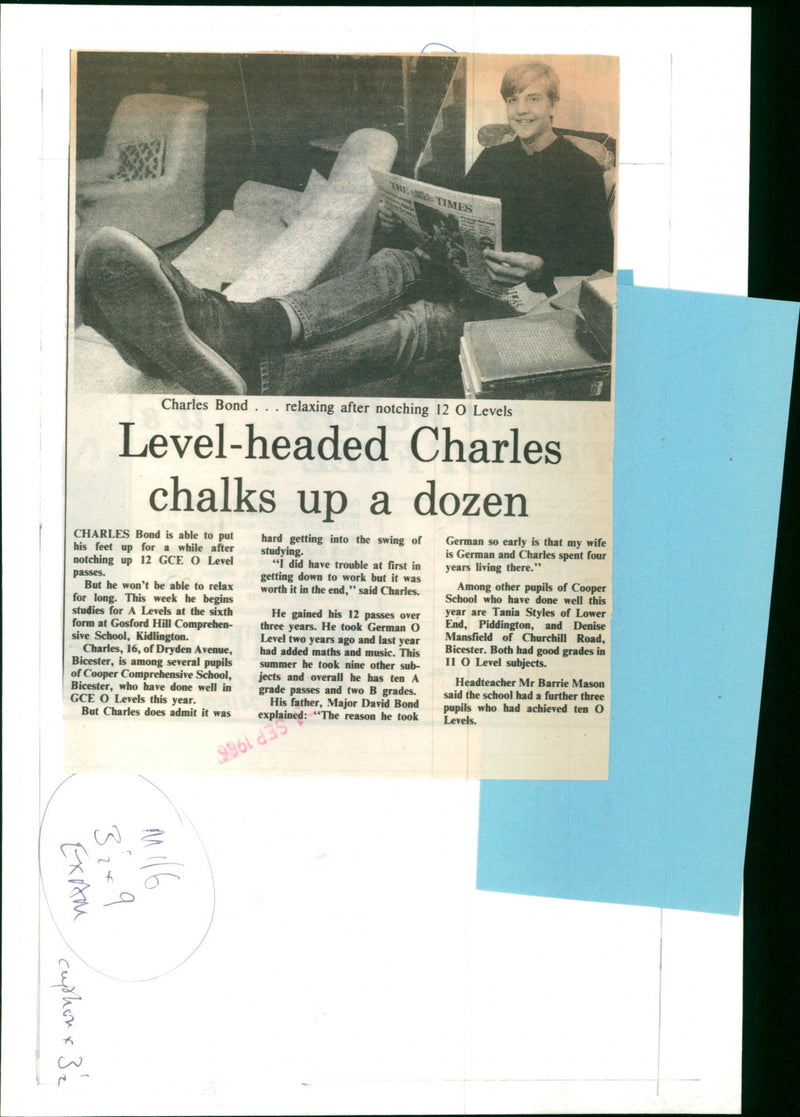 THE TIMES
Charles Bond . . . relaxing after notching 12 O Levels
Level-headed Charles
chalks up a dozen
CHARLES Bond is able to put
his feet up for a while after
notching up 12 GCE O Level
passes.
But he won't be able to relax
for long. This week he begins
studies for A Levels at the sixth
form at Gosford Hill Comprehen-
sive School, Kidlington.
Charles, 16, of Dryden Avenue,
Bicester, is among several pupils
of Cooper Comprehensive School,
Bicester, who have done well in
GCE O Levels this year.
But Charles does admit it was
hard getting into the swing of
studying.
"I did have trouble at first in
getting down to work but it was
worth it in the end," said Charles.
He gained his 12 passes over
three years. He took German O
Level two years ago and last year
had added maths and music. This
summer he took nine other sub-
jects and overall he has ten A
grade passes and two B grades.
His father, Major David Bond
explained: "The reason he took
German so early is that my wife
is German and Charles spent four
years living there."
Among other pupils of Cooper
School who have done well this
year are Tania Styles of Lower
End, Piddington, and Denise
Mansfield of Churchill Road,
Bicester. Both had good grades in
11 O Level subjects.
Headteacher Mr Barrie Mason
said the school had a further three
pupils who had achieved ten O
Levels.
SEP 1986
M1/6
EXAM